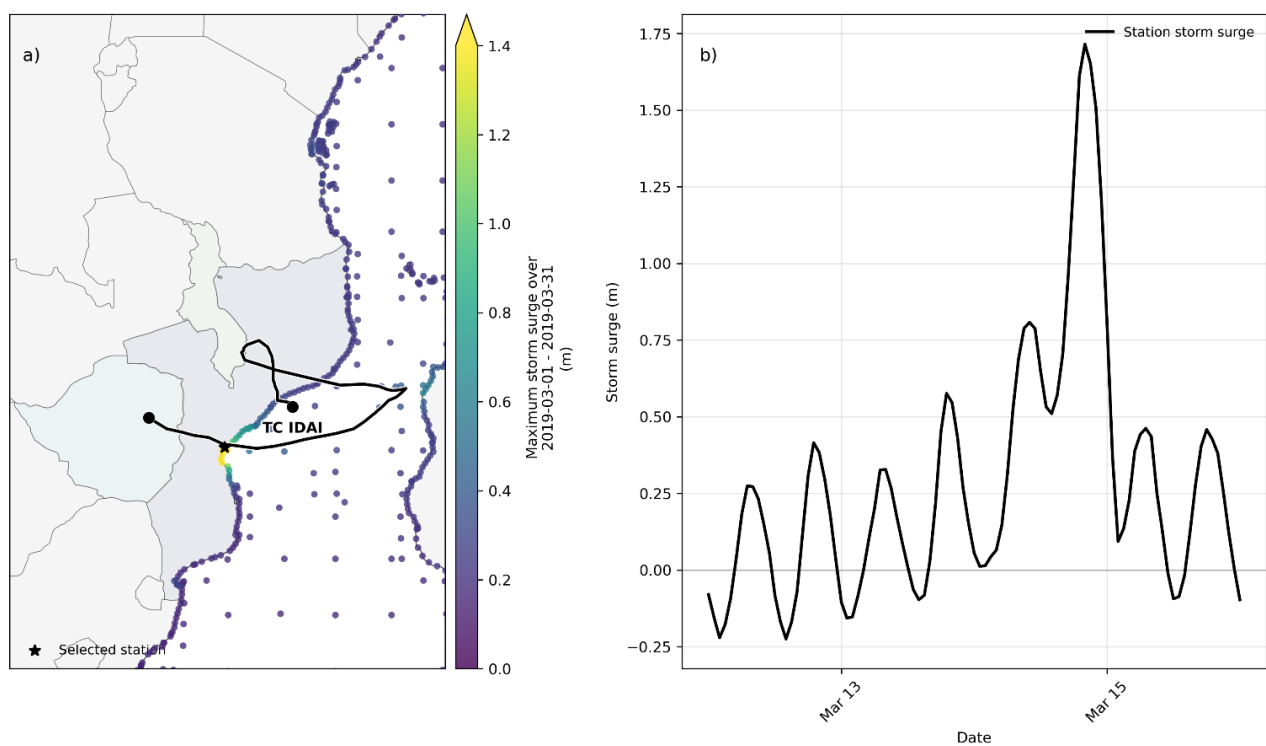 a)
TC IDAI
Selected station
1.4
1.2
1.0
0.8
0.6
0.4
0.2
0.0
Maximum storm surge over
2019-03-01 - 2019-03-31
(m)
b)
Station storm surge
1.75
1.50
1.25
1.00
0.75
0.50
0.25
0.00
−0.25
Storm surge (m)
Mar 13
Mar 15
Date